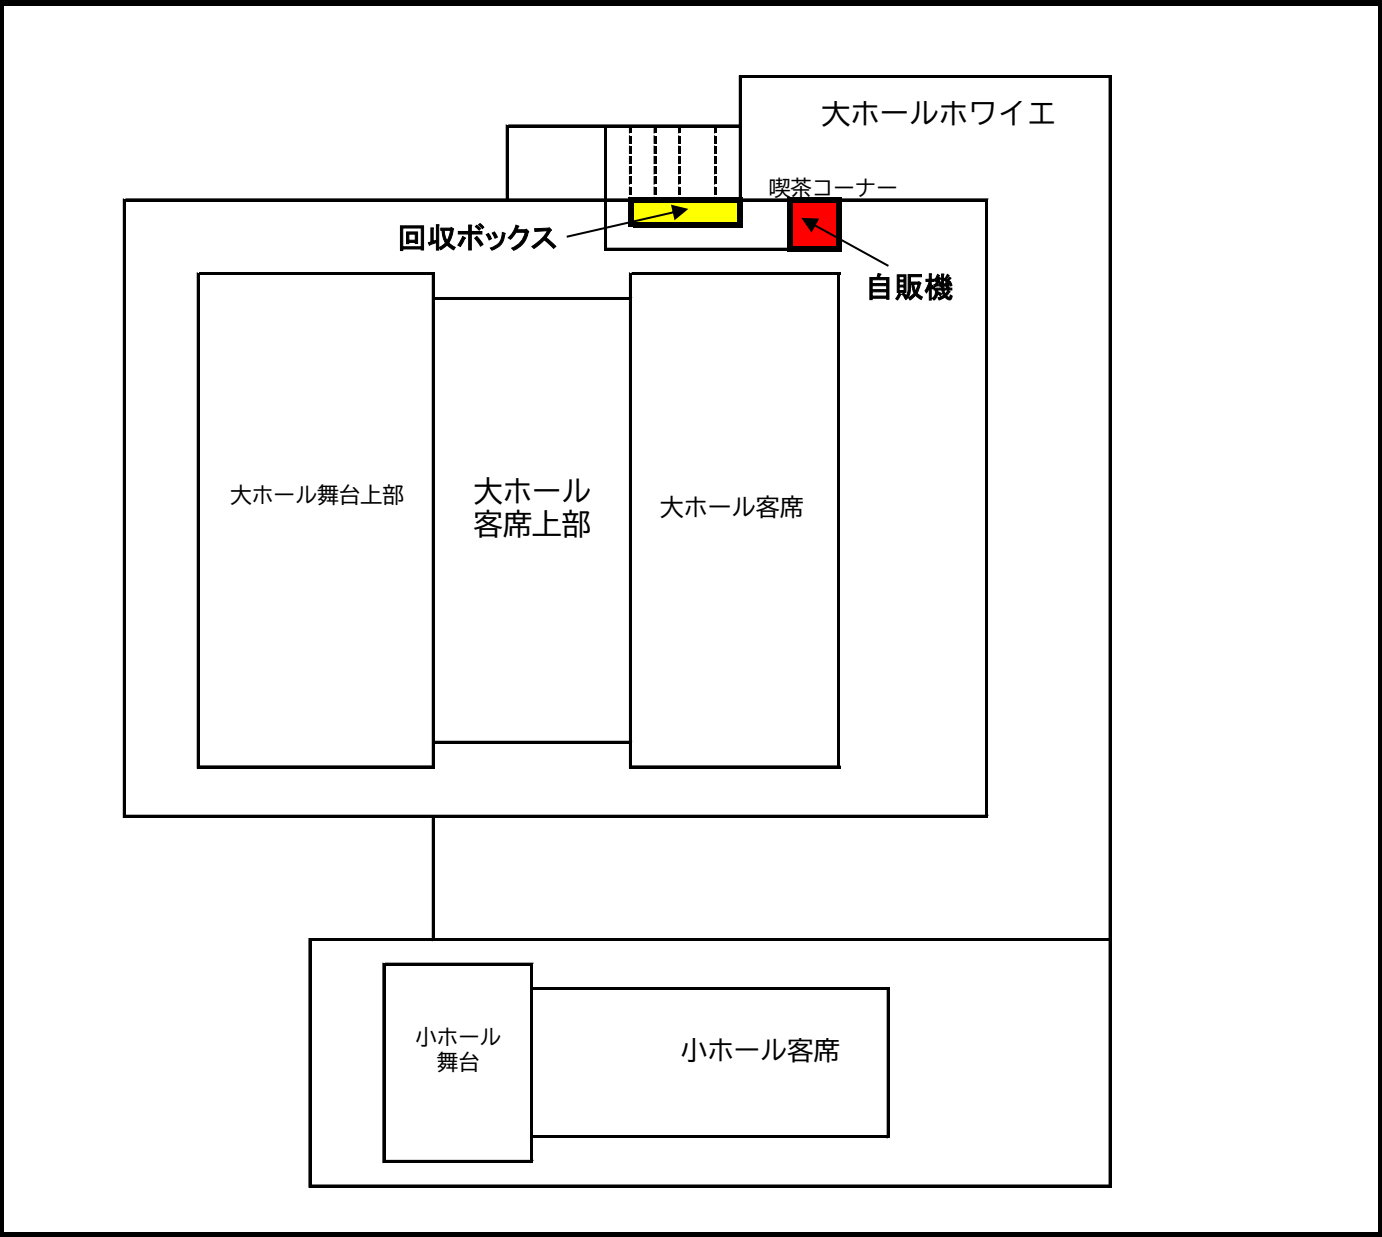 大ホールホワイエ
喫茶コーナー
回収ボックス
自販機
大ホール舞台上部
大ホール
客席上部
大ホール客席
小ホール
舞台
小ホール客席